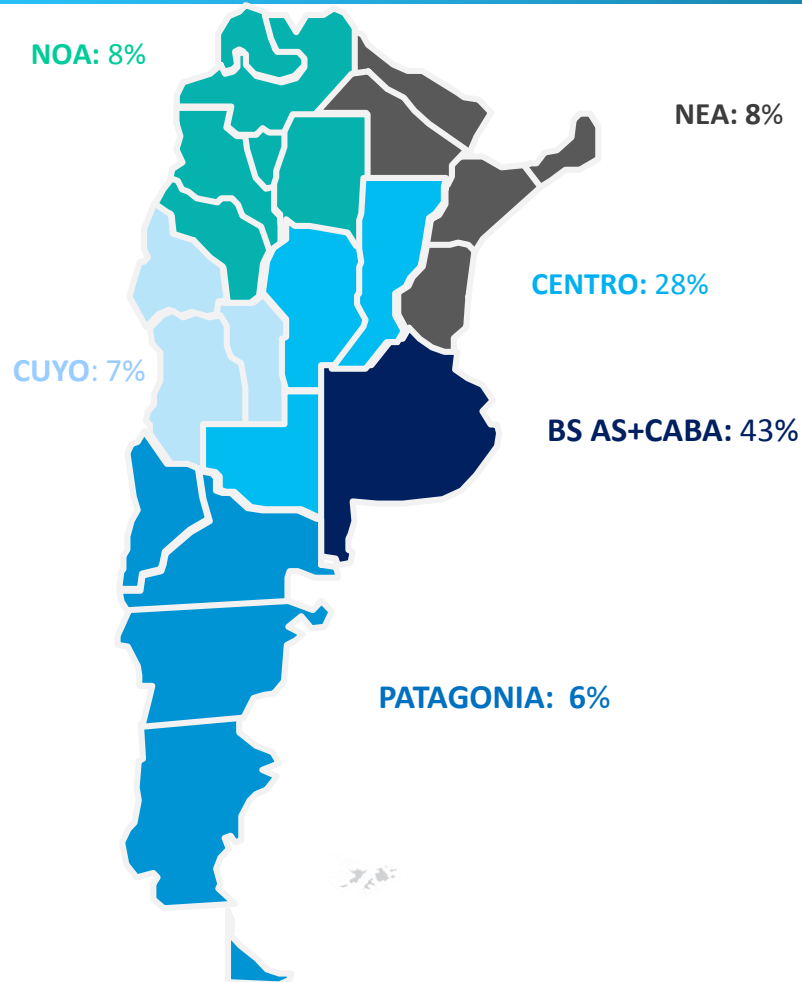 NOA: 8%
NEA: 8%
CENTRO: 28%
CUYO: 7%
BS AS+CABA: 43%
PATAGONIA: 6%